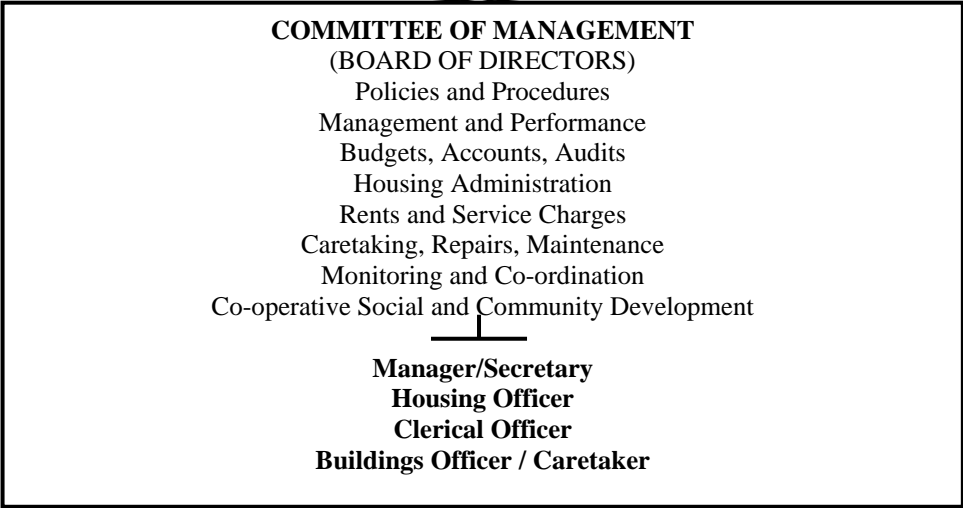 COMMITTEE OF MANAGEMENT
(BOARD OF DIRECTORS)
Policies and Procedures
Management and Performance
Budgets, Accounts, Audits
Housing Administration
Rents and Service Charges
Caretaking, Repairs, Maintenance
Monitoring and Co-ordination
Co-operative Social and Community Development
Manager/Secretary
Housing Officer
Clerical Officer
Buildings Officer / Caretaker